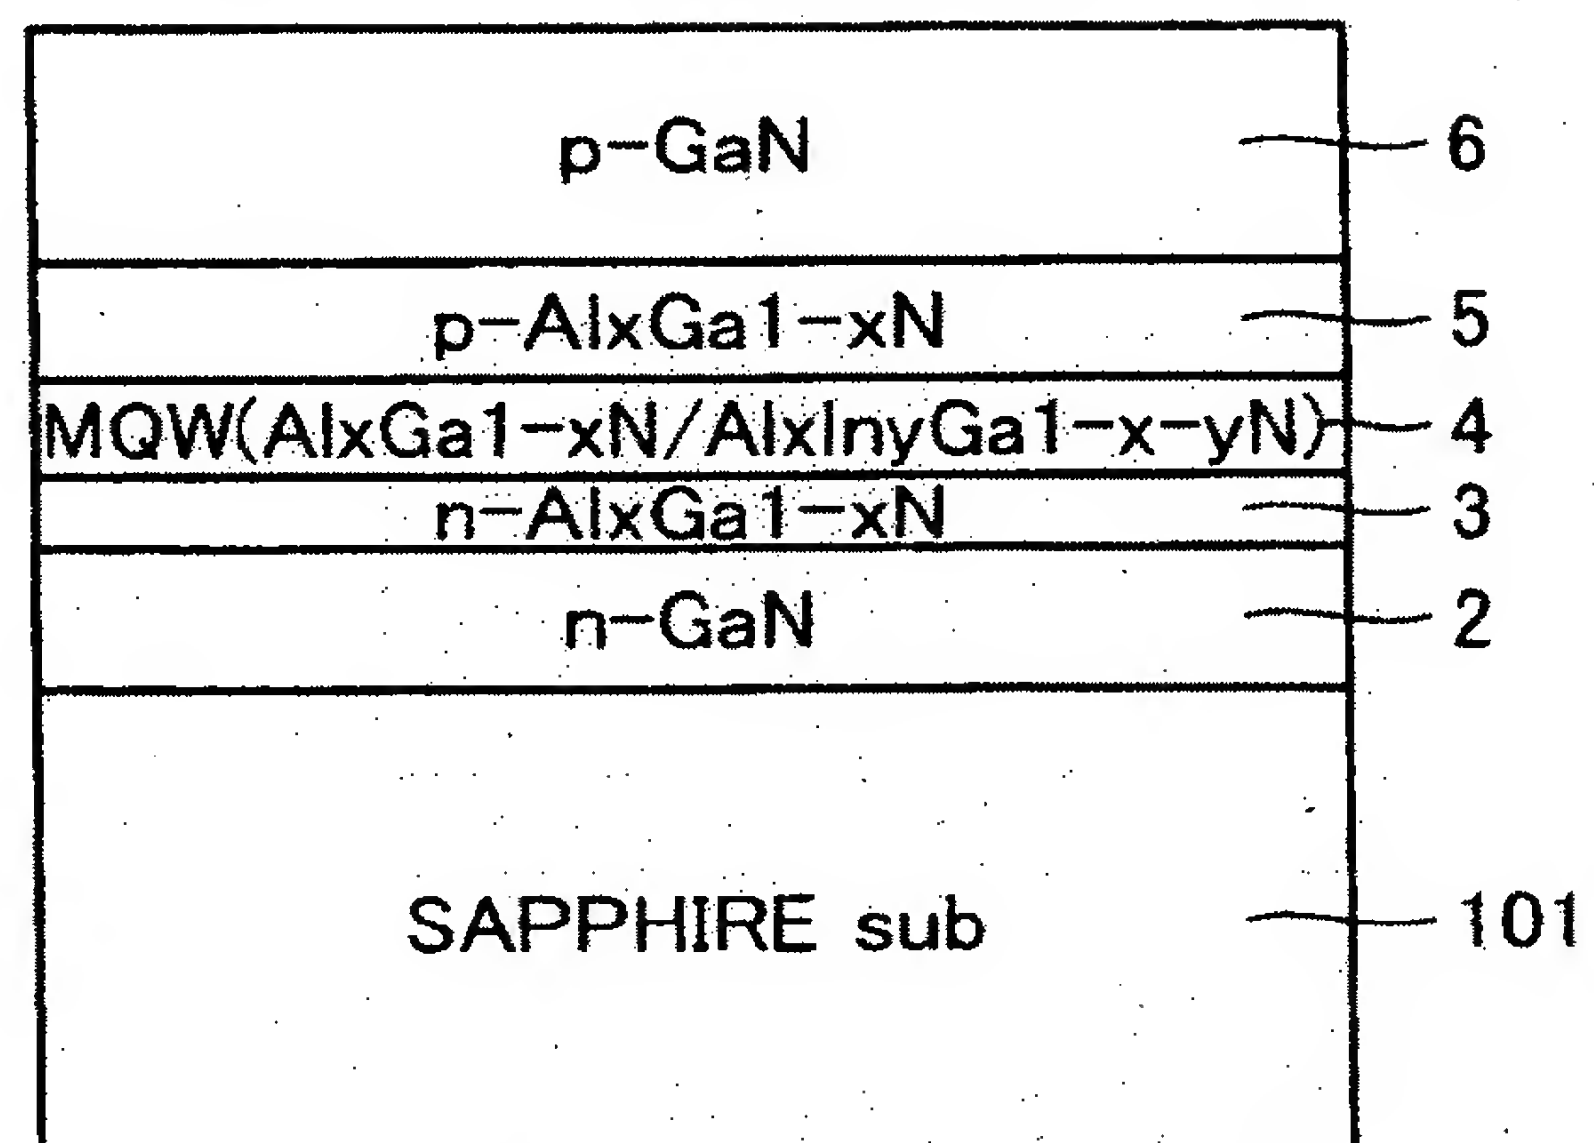 p-GaN 6
p-AlxGa1-xN 5
MQW(AlxGa1-xN/AlxInyGa1-x-yN) 4
n-AlxGa1-xN 3
n-GaN 2
SAPPHIRE sub 101